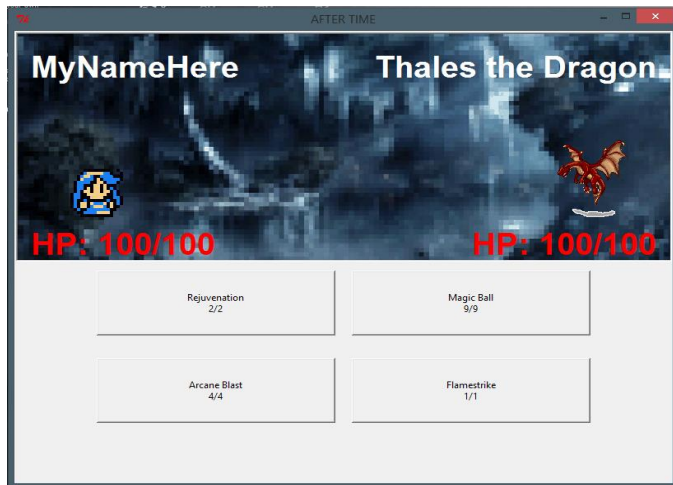 AFTER TIME
MyNameHere
Thales the Dragon
HP: 100/100
HP: 100/100
Rejuvenation
2/2
Magic Ball
9/9
Arcane Blast
4/4
Flamestrike
1/1